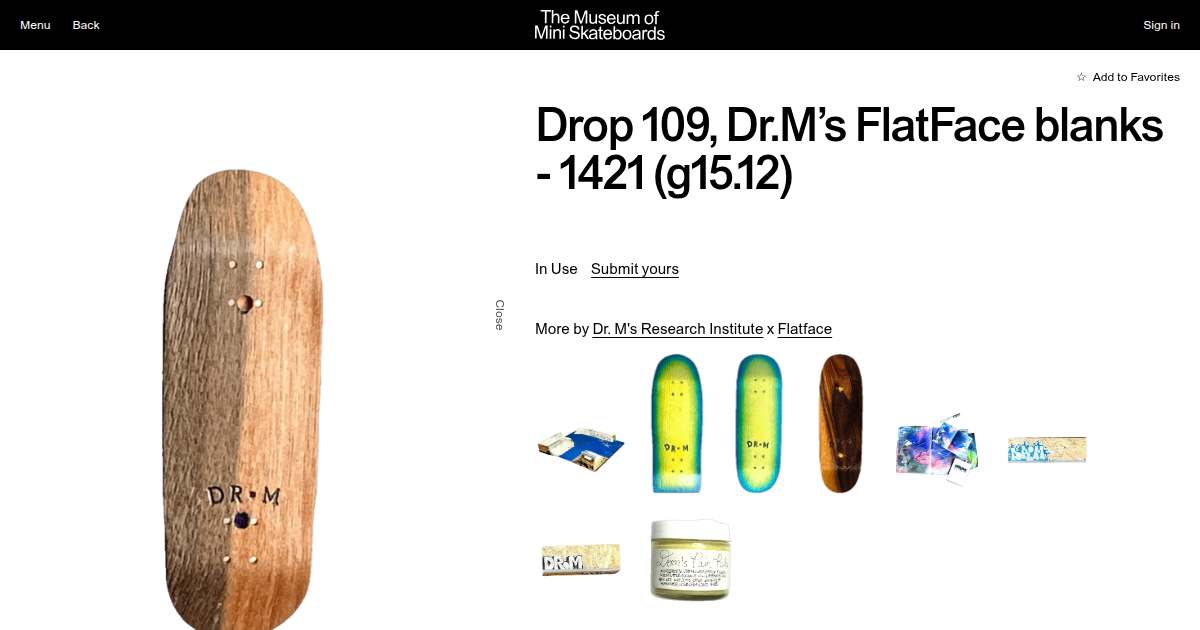 Menu
Back
The Museum of
Mini Skateboards
Sign in
☆ Add to Favorites
Drop 109, Dr.M’s FlatFace blanks
- 1421 (g15.12)
In Use
Submit yours
Close
More by Dr. M's Research Institute x Flatface
DR•M
DR•M
DR•M
DR•M